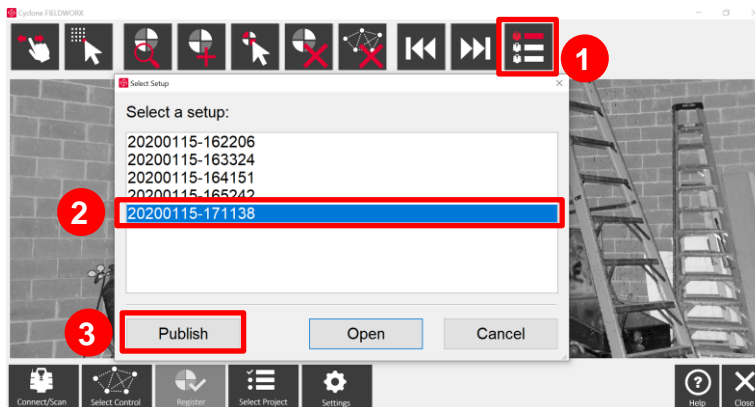 Cyclone FIELDWORX
1
Select Setup
Select a setup:
20200115-162206
20200115-163324
20200115-164151
20200115-165242
2
20200115-171138
3
Publish
Open
Cancel
Connect/Scan
Select Control
Register
Select Project
Settings
Help
Close